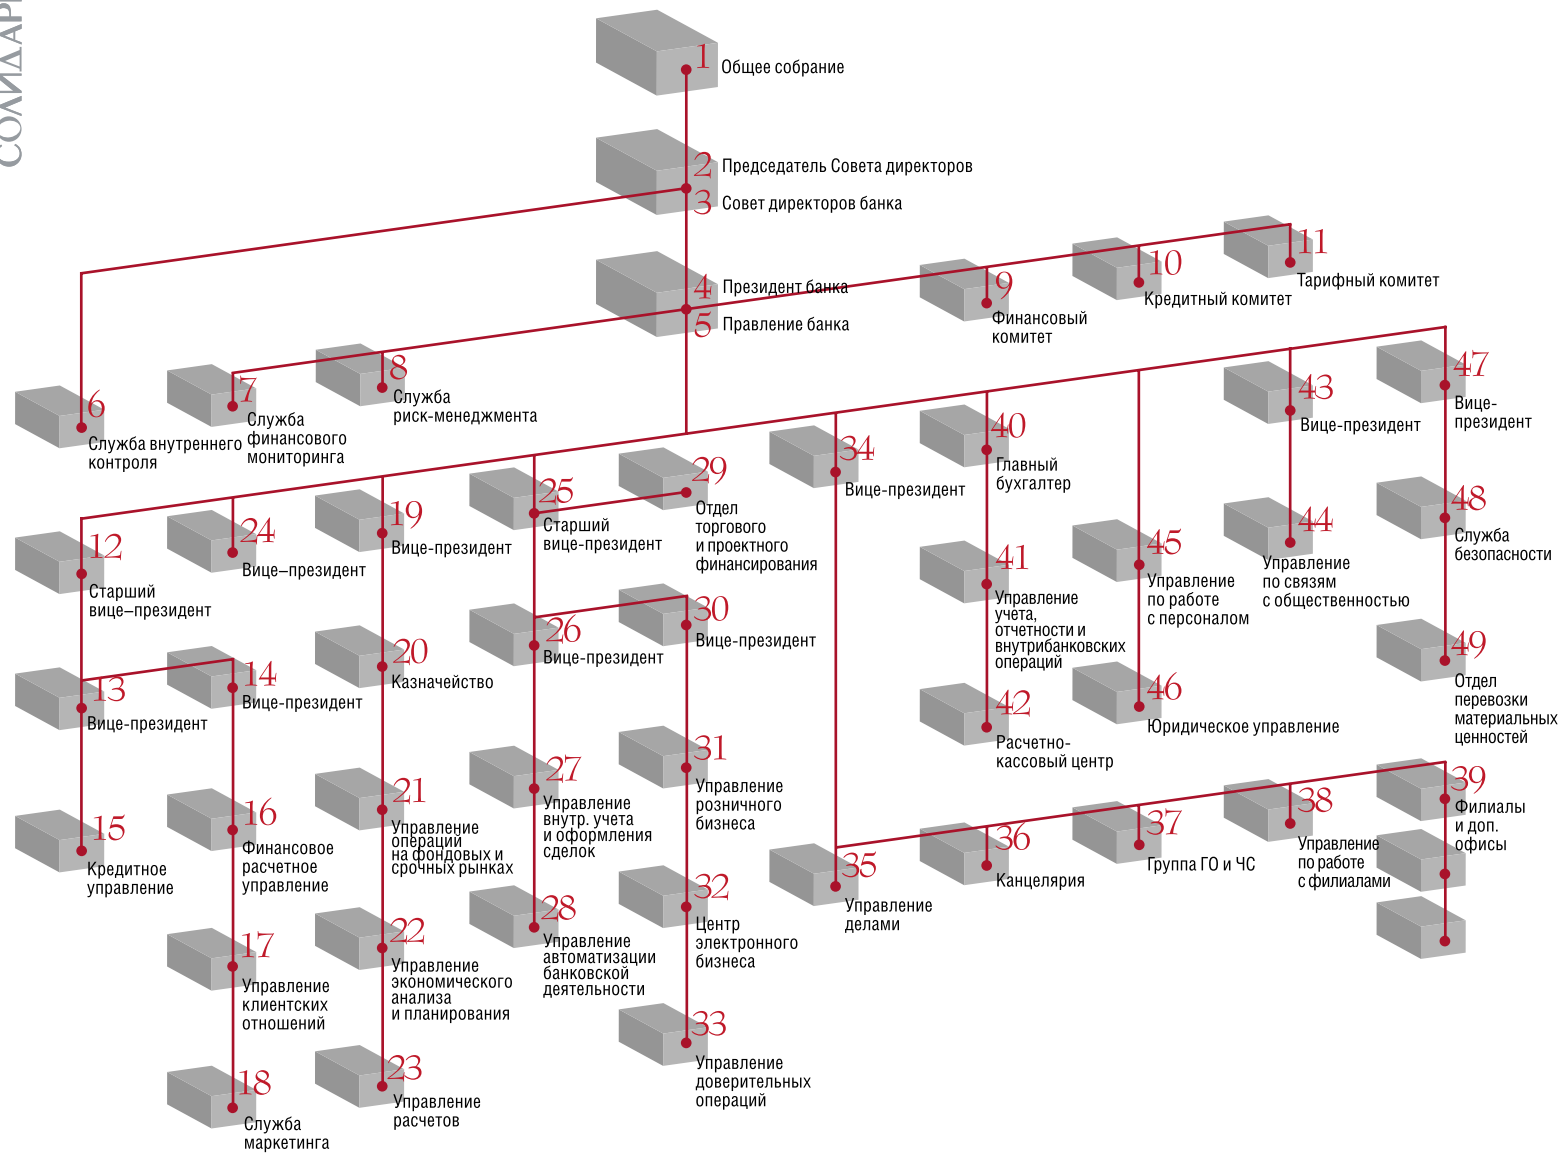 СОЛИДАР
1
Общее собрание
2
Председатель Совета директоров
3
Совет директоров банка
4
Президент банка
5
Правление банка
6
Служба внутреннего
контроля
7
Служба
финансового
мониторинга
8
Служба
риск-менеджмента
9
Финансовый
комитет
10
Кредитный комитет
11
Тарифный комитет
12
Старший
вице–президент
13
Вице-президент
14
Вице-президент
15
Кредитное
управление
16
Финансовое
расчетное
управление
17
Управление
клиентских
отношений
18
Служба
маркетинга
19
Вице-президент
20
Казначейство
21
Управление
операций
на фондовых и
срочных рынках
22
Управление
экономического
анализа
и планирования
23
Управление
расчетов
24
Вице–президент
25
Старший
вице-президент
26
Вице-президент
27
Управление
внутр. учета
и оформления
сделок
28
Управление
автоматизации
банковской
деятельности
29
Отдел
торгового
и проектного
финансирования
30
Вице-президент
31
Управление
розничного
бизнеса
32
Центр
электронного
бизнеса
33
Управление
доверительных
операций
34
Вице-президент
35
Управление
делами
36
Канцелярия
37
Группа ГО и ЧС
38
Управление
по работе
с филиалами
39
Филиалы
и доп.
офисы
40
Главный
бухгалтер
41
Управление
учета,
отчетности и
внутрибанковских
операций
42
Расчетно-
кассовый центр
43
Вице-президент
44
Управление
по связям
с общественностью
45
Управление
по работе
с персоналом
46
Юридическое управление
47
Вице-
президент
48
Служба
безопасности
49
Отдел
перевозки
материальных
ценностей